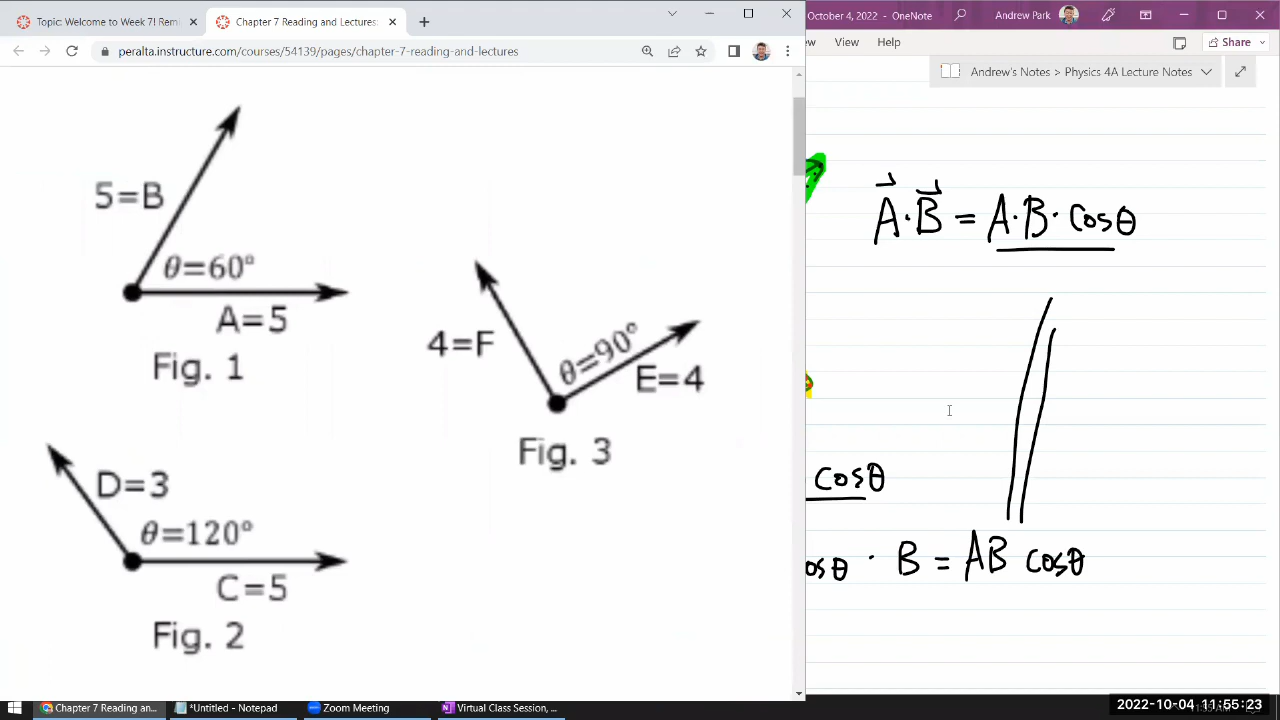 Topic: Welcome to Week 7! Rem
Chapter 7 Reading and Lectures:
peralta.instructure.com/courses/54139/pages/chapter-7-reading-and-lectures
5=B
θ=60°
A=5
Fig. 1
4=F
θ=90°
E=4
Fig. 3
D=3
θ=120°
C=5
Fig. 2
October 4, 2022 - OneNote
Andrew Park
View
Help
Share
Andrew's Notes > Physics 4A Lecture Notes
A⃗·B⃗ = A·B·cosθ
cosθ
osθ · B = AB cosθ
Chapter 7 Reading an...
*Untitled - Notepad
Zoom Meeting
Virtual Class Session, ...
2022-10-04 11:55:23